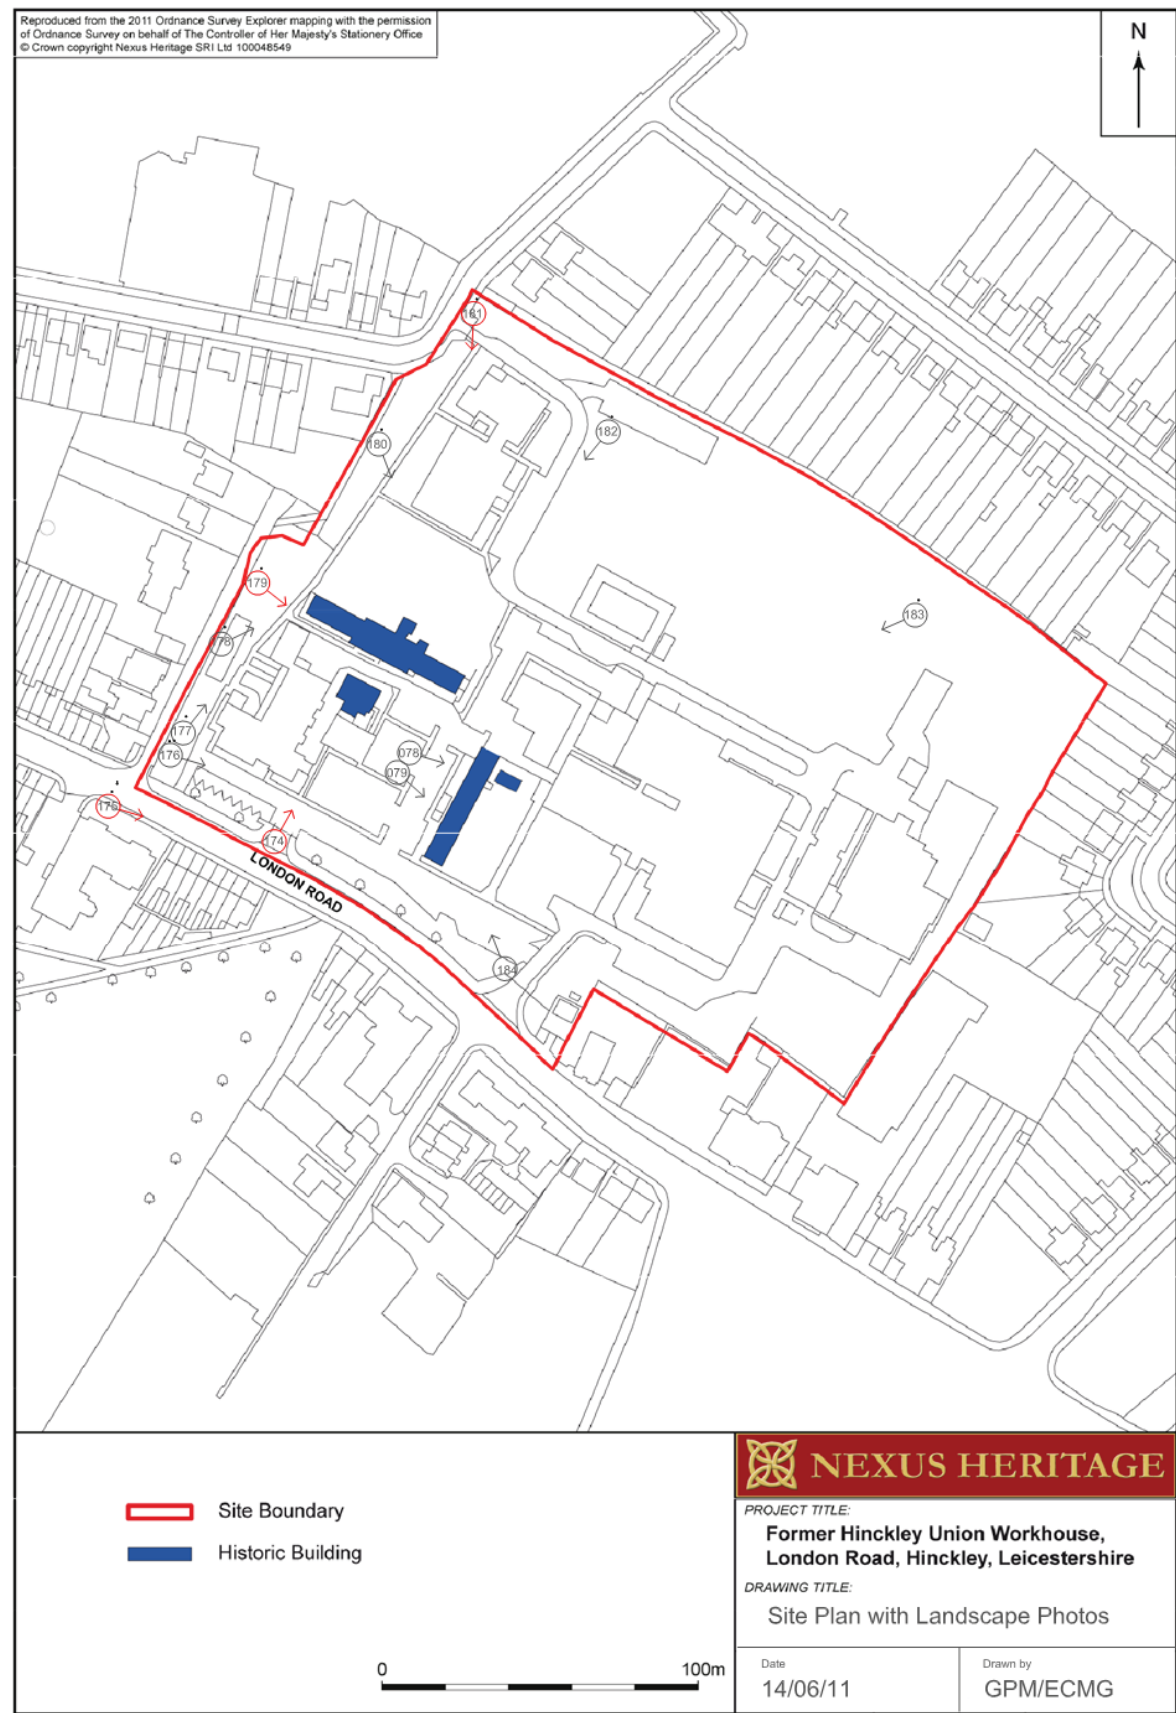 Reproduced from the 2011 Ordnance Survey Explorer mapping with the permission
of Ordnance Survey on behalf of The Controller of Her Majesty's Stationery Office
© Crown copyright Nexus Heritage SRI Ltd 100048549
N
181
180
182
179
183
178
177
176
078
079
175
174
LONDON ROAD
184
Site Boundary
Historic Building
0 100m
NEXUS HERITAGE
PROJECT TITLE:
Former Hinckley Union Workhouse,
London Road, Hinckley, Leicestershire
DRAWING TITLE:
Site Plan with Landscape Photos
Date
14/06/11
Drawn by
GPM/ECMG